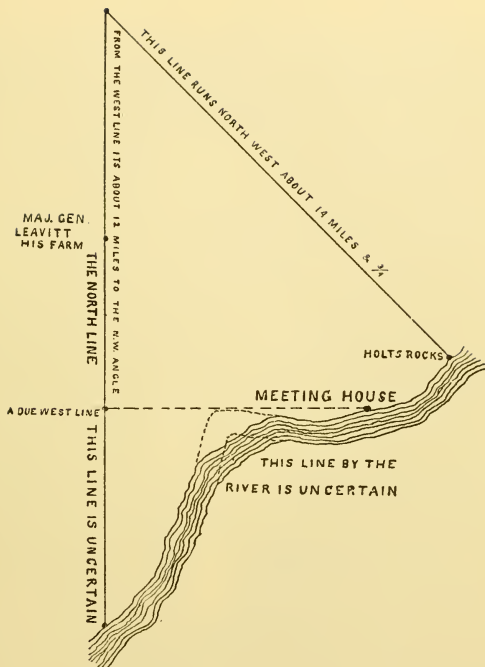 THIS LINE RUNS NORTH WEST ABOUT 14 MILES & 3/4
FROM THE WEST LINE ITS ABOUT 12 MILES TO THE N.W. ANGLE
MAJ. GEN.
LEAVITT
HIS FARM
THE NORTH LINE
HOLTS ROCKS
MEETING HOUSE
A DUE WEST LINE
THIS LINE IS UNCERTAIN
THIS LINE BY THE
RIVER IS UNCERTAIN